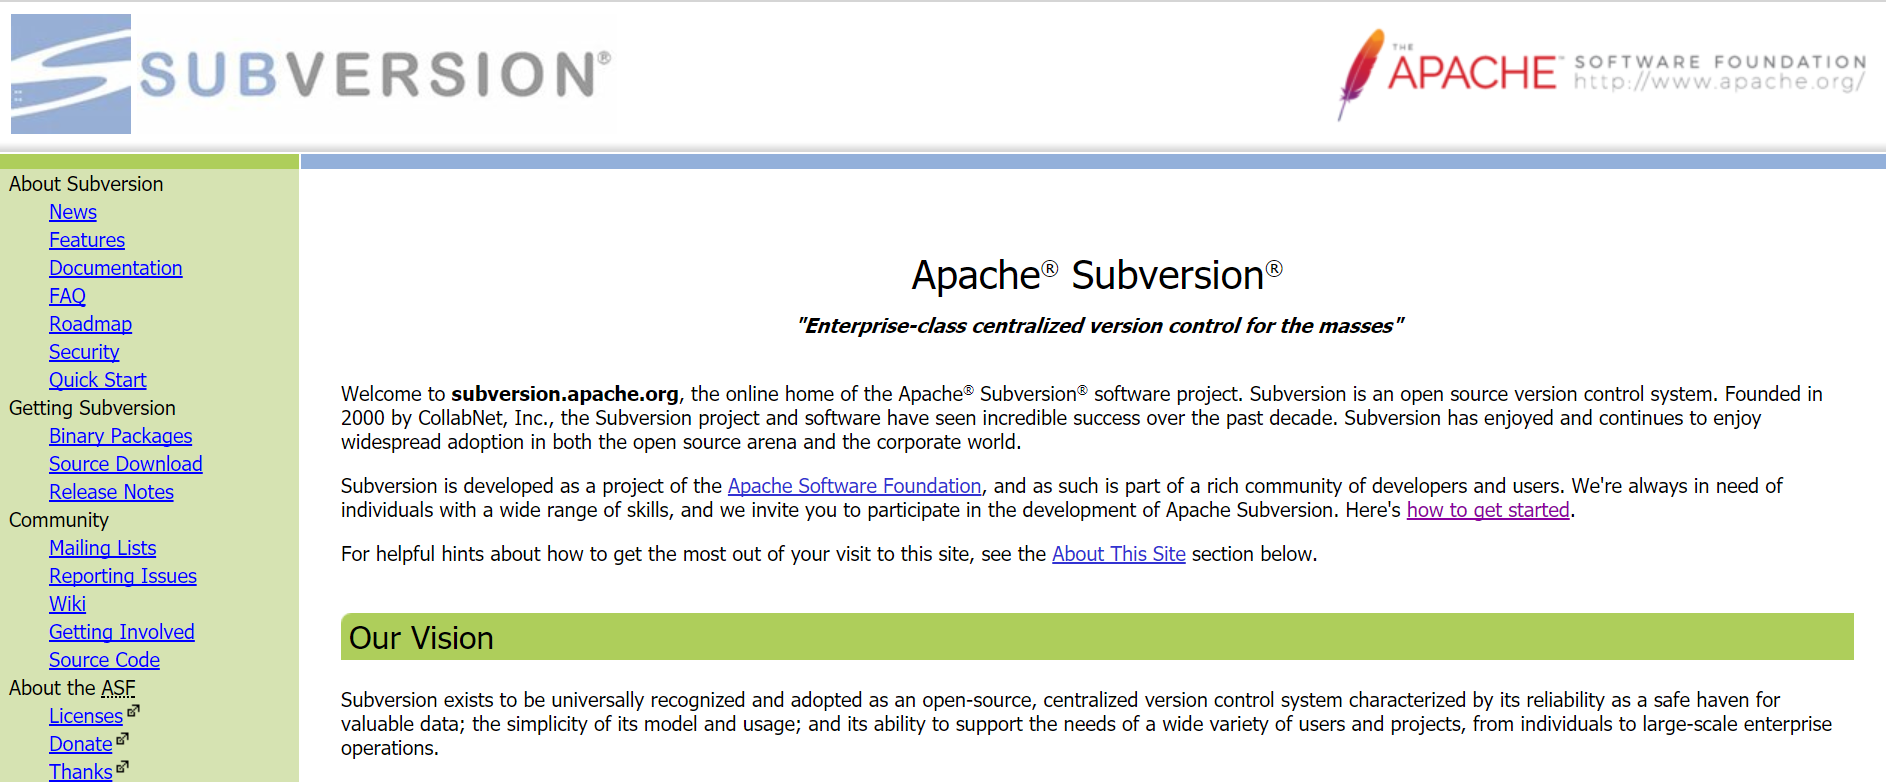 SUBVERSION®
THE
APACHE™ SOFTWARE FOUNDATION
http://www.apache.org/
About Subversion
News
Features
Documentation
FAQ
Roadmap
Security
Quick Start
Getting Subversion
Binary Packages
Source Download
Release Notes
Community
Mailing Lists
Reporting Issues
Wiki
Getting Involved
Source Code
About the ASF
Licenses
Donate
Thanks
Apache® Subversion®
"Enterprise-class centralized version control for the masses"
Welcome to subversion.apache.org, the online home of the Apache® Subversion® software project. Subversion is an open source version control system. Founded in
2000 by CollabNet, Inc., the Subversion project and software have seen incredible success over the past decade. Subversion has enjoyed and continues to enjoy
widespread adoption in both the open source arena and the corporate world.
Subversion is developed as a project of the Apache Software Foundation, and as such is part of a rich community of developers and users. We're always in need of
individuals with a wide range of skills, and we invite you to participate in the development of Apache Subversion. Here's how to get started.
For helpful hints about how to get the most out of your visit to this site, see the About This Site section below.
Our Vision
Subversion exists to be universally recognized and adopted as an open-source, centralized version control system characterized by its reliability as a safe haven for
valuable data; the simplicity of its model and usage; and its ability to support the needs of a wide variety of users and projects, from individuals to large-scale enterprise
operations.